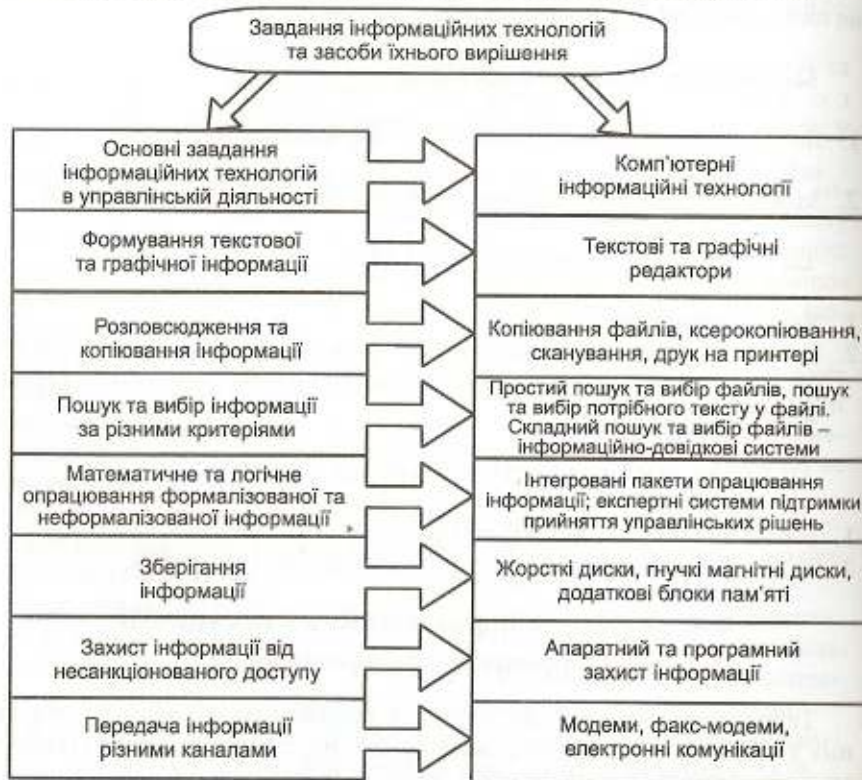 Завдання інформаційних технологій
та засоби їхнього вирішення
Основні завдання
інформаційних технологій
в управлінській діяльності
Комп'ютерні
інформаційні технології
Формування текстової
та графічної інформації
Текстові та графічні
редактори
Розповсюдження та
копіювання інформації
Копіювання файлів, ксерокопіювання,
сканування, друк на принтері
Пошук та вибір інформації
за різними критеріями
Простий пошук та вибір файлів, пошук
та вибір потрібного тексту у файлі.
Складний пошук та вибір файлів –
інформаційно-довідкові системи
Математичне та логічне
опрацювання формалізованої та
неформалізованої інформації
Інтегровані пакети опрацювання
інформації; експертні системи підтримки
прийняття управлінських рішень
Зберігання
інформації
Жорсткі диски, гнучкі магнітні диски,
додаткові блоки пам'яті
Захист інформації від
несанкціонованого доступу
Апаратний та програмний
захист інформації
Передача інформації
різними каналами
Модеми, факс-модеми,
електронні комунікації